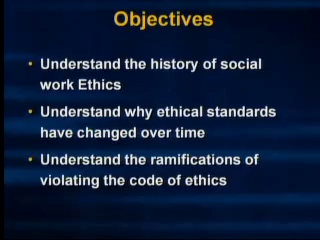 Objectives
• Understand the history of social
work Ethics
• Understand why ethical standards
have changed over time
• Understand the ramifications of
violating the code of ethics